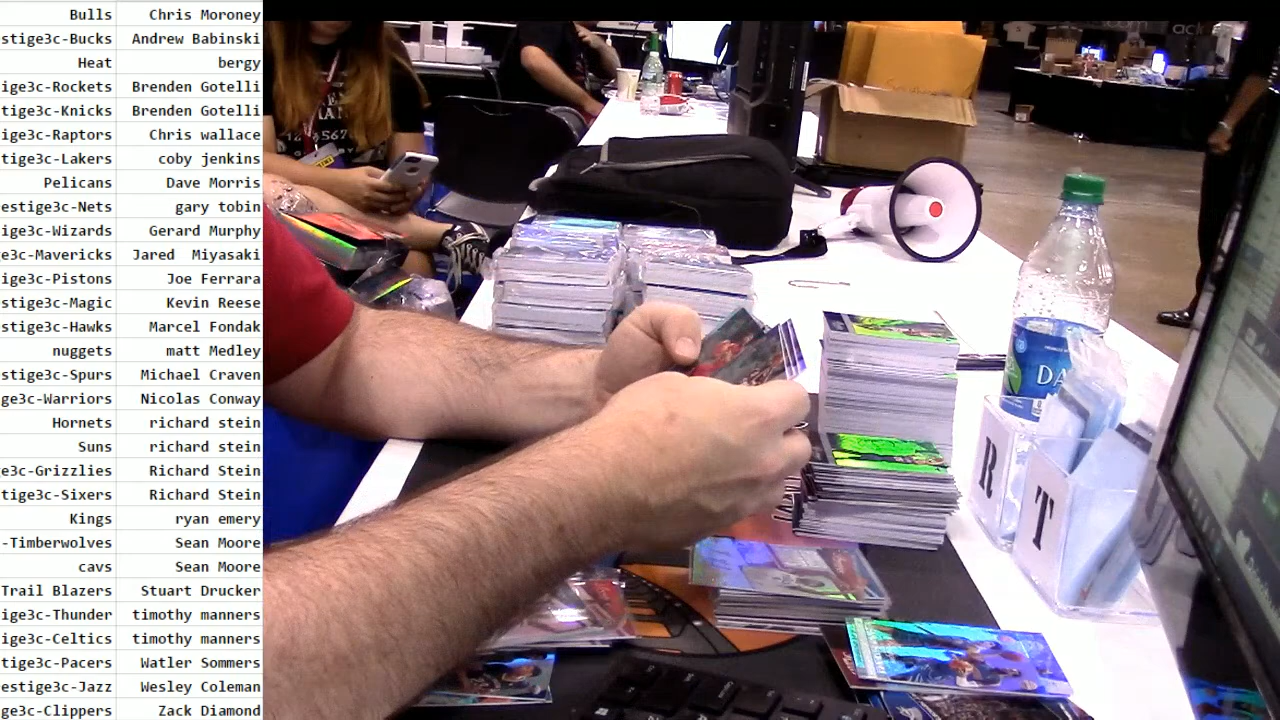 Bulls Chris Moroney
stige3c-Bucks Andrew Babinski
Heat bergy
ige3c-Rockets Brenden Gotelli
tige3c-Knicks Brenden Gotelli
ige3c-Raptors Chris wallace
tige3c-Lakers coby jenkins
Pelicans Dave Morris
estige3c-Nets gary tobin
ige3c-Wizards Gerard Murphy
e3c-Mavericks Jared Miyasaki
ige3c-Pistons Joe Ferrara
stige3c-Magic Kevin Reese
stige3c-Hawks Marcel Fondak
nuggets matt Medley
stige3c-Spurs Michael Craven
ge3c-Warriors Nicolas Conway
Hornets richard stein
Suns richard stein
e3c-Grizzlies Richard Stein
tige3c-Sixers Richard Stein
Kings ryan emery
-Timberwolves Sean Moore
cavs Sean Moore
Trail Blazers Stuart Drucker
ige3c-Thunder timothy manners
ige3c-Celtics timothy manners
tige3c-Pacers Watler Sommers
estige3c-Jazz Wesley Coleman
ge3c-Clippers Zack Diamond
DA
R
T